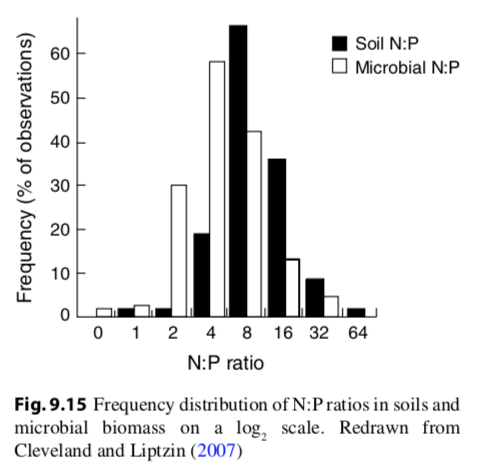 Frequency (% of observations)
60
50
40
30
20
10
0
Soil N:P
Microbial N:P
0 1 2 4 8 16 32 64
N:P ratio
Fig. 9.15 Frequency distribution of N:P ratios in soils and
microbial biomass on a log2 scale. Redrawn from
Cleveland and Liptzin (2007)